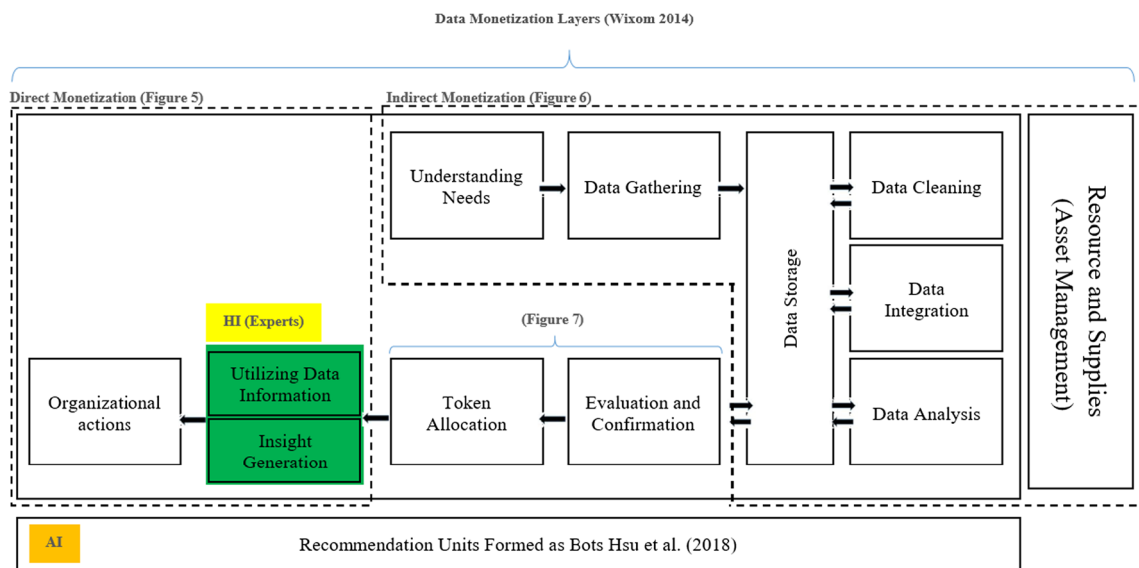 Data Monetization Layers (Wixom 2014)
Direct Monetization (Figure 5)
Indirect Monetization (Figure 6)
Understanding
Needs
Data Gathering
Data Storage
Data Cleaning
Data
Integration
Data Analysis
Resource and Supplies
(Asset Management)
HI (Experts)
(Figure 7)
Organizational
actions
Utilizing Data
Information
Insight
Generation
Token
Allocation
Evaluation and
Confirmation
AI
Recommendation Units Formed as Bots Hsu et al. (2018)